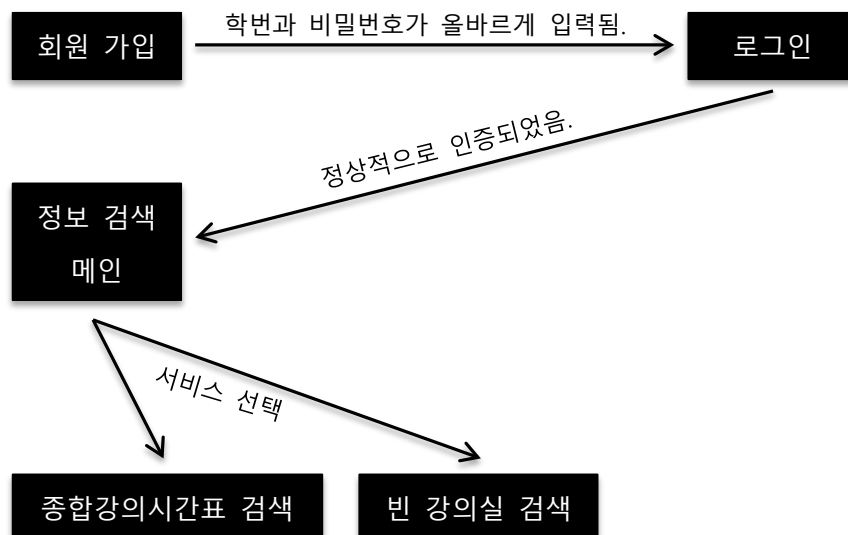 회원 가입
학번과 비밀번호가 올바르게 입력됨.
로그인
정상적으로 인증되었음.
정보 검색
메인
서비스 선택
종합강의시간표 검색
빈 강의실 검색